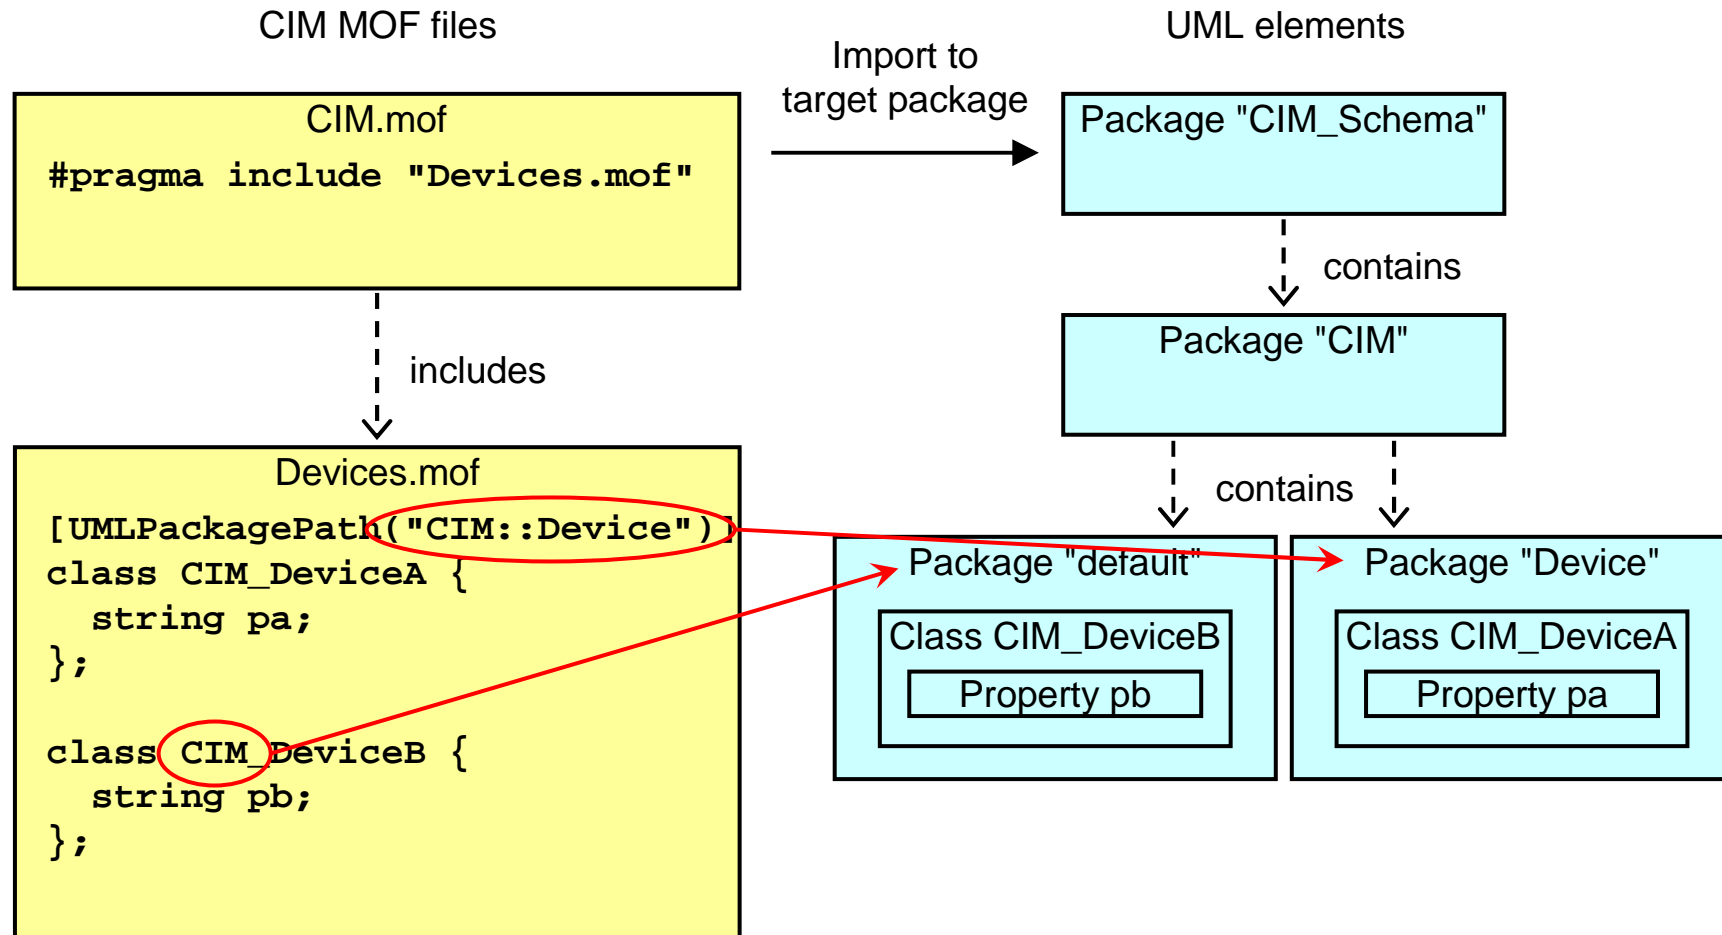 CIM MOF files
CIM.mof
#pragma include "Devices.mof"
includes
Devices.mof
[UMLPackagePath("CIM::Device")]
class CIM_DeviceA {
  string pa;
};
class CIM_DeviceB {
  string pb;
};
Import to
target package
UML elements
Package "CIM_Schema"
contains
Package "CIM"
contains
Package "default"
Class CIM_DeviceB
Property pb
Package "Device"
Class CIM_DeviceA
Property pa